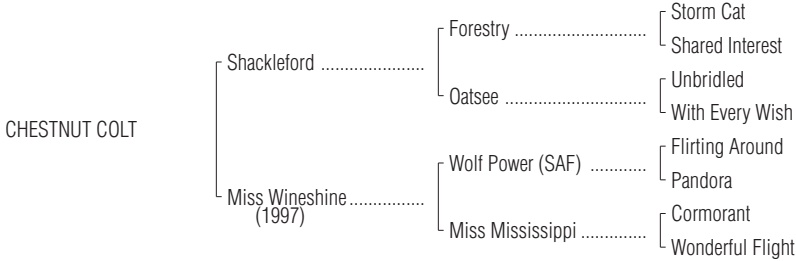 Storm Cat
Forestry ............................
Shared Interest
Shackleford ......................
Unbridled
Oatsee ..............................
With Every Wish
CHESTNUT COLT
Flirting Around
Wolf Power (SAF) ............
Pandora
Miss Wineshine ................
(1997)
Cormorant
Miss Mississippi ..............
Wonderful Flight